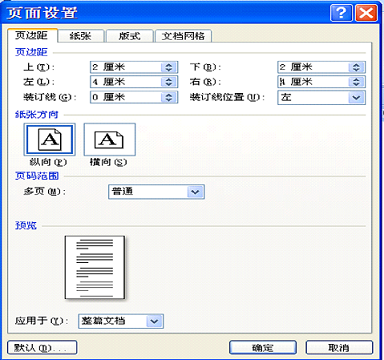 页面设置
页边距 纸张 版式 文档网格
页边距
上(T): 2 厘米 下(B): 2 厘米
左(L): 4 厘米 右(R): 4 厘米
装订线(G): 0 厘米 装订线位置(U): 左
纸张方向
A A
纵向(P) 横向(S)
页码范围
多页(M): 普通
预览
应用于(Y): 整篇文档
默认(D)... 确定 取消